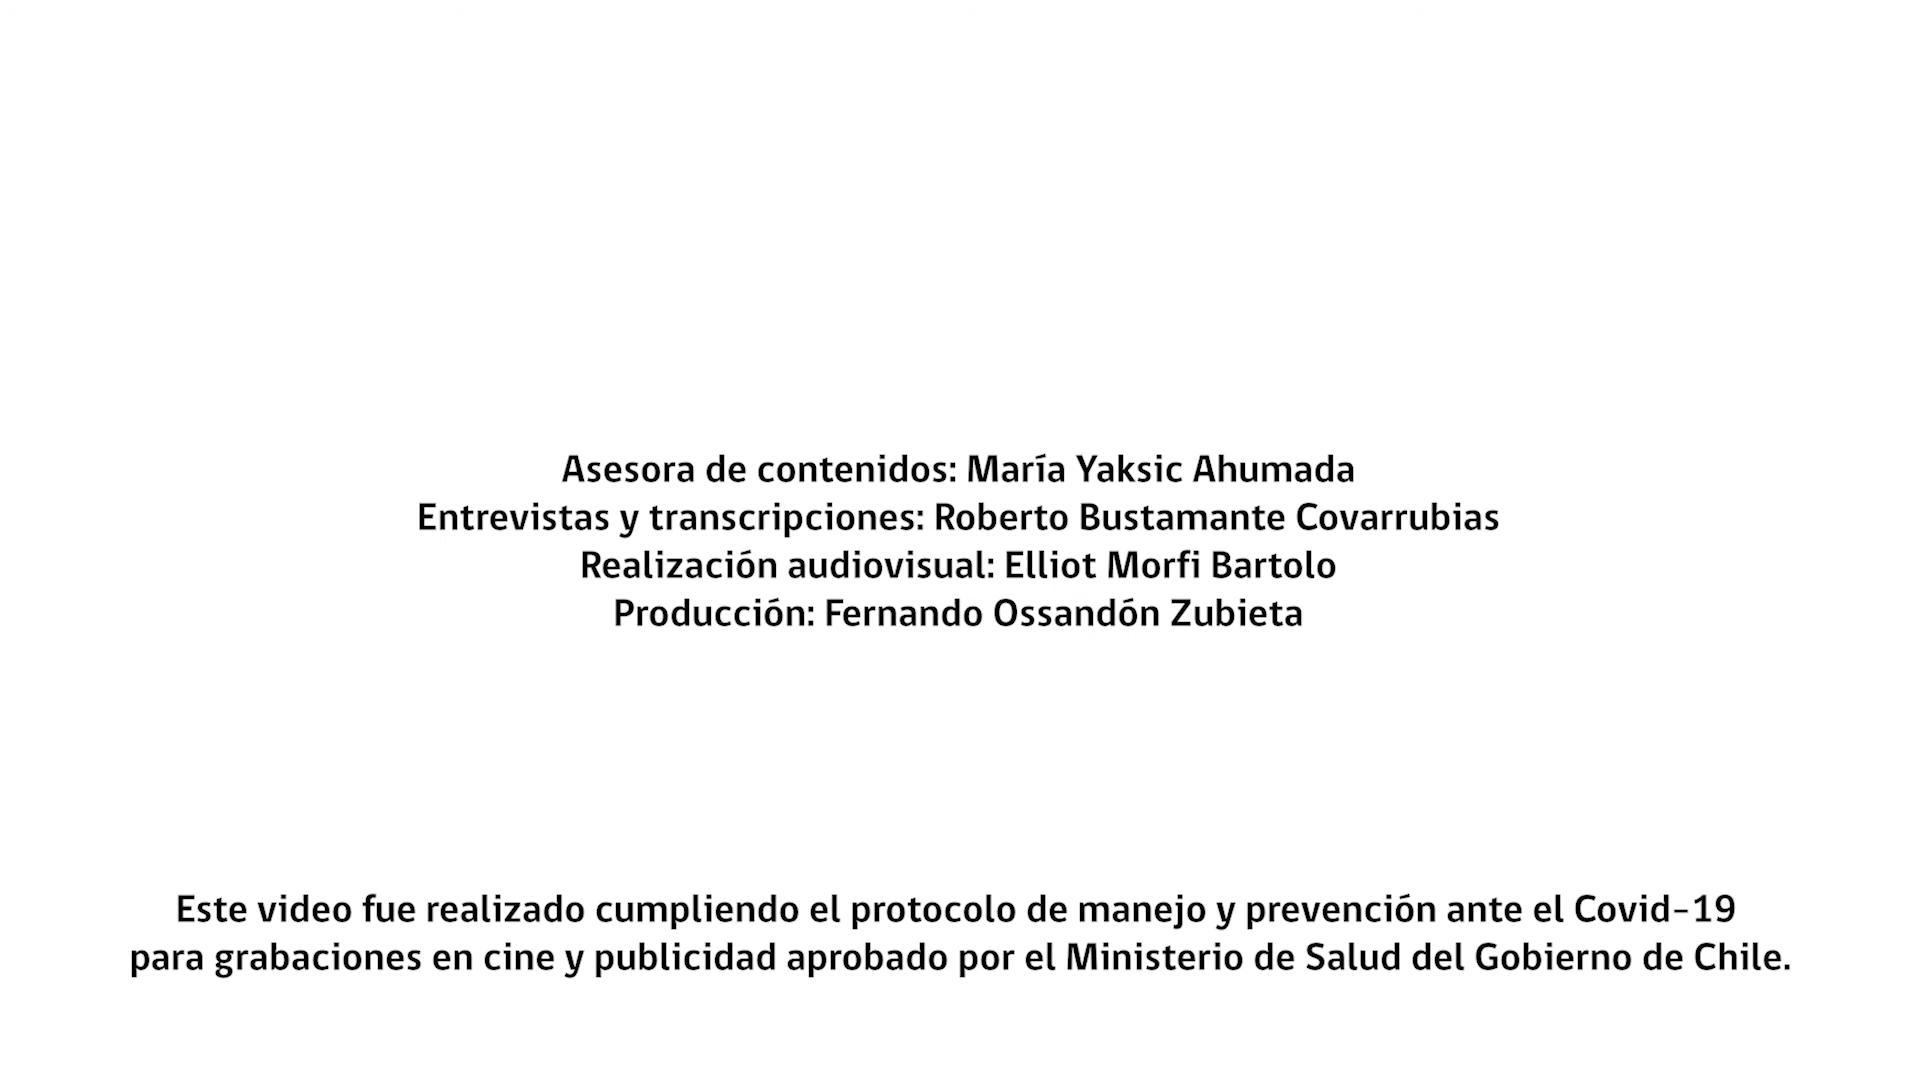 Asesora de contenidos: María Yaksic Ahumada
Entrevistas y transcripciones: Roberto Bustamante Covarrubias
Realización audiovisual: Elliot Morfi Bartolo
Producción: Fernando Ossandón Zubieta
Este video fue realizado cumpliendo el protocolo de manejo y prevención ante el Covid-19
para grabaciones en cine y publicidad aprobado por el Ministerio de Salud del Gobierno de Chile.